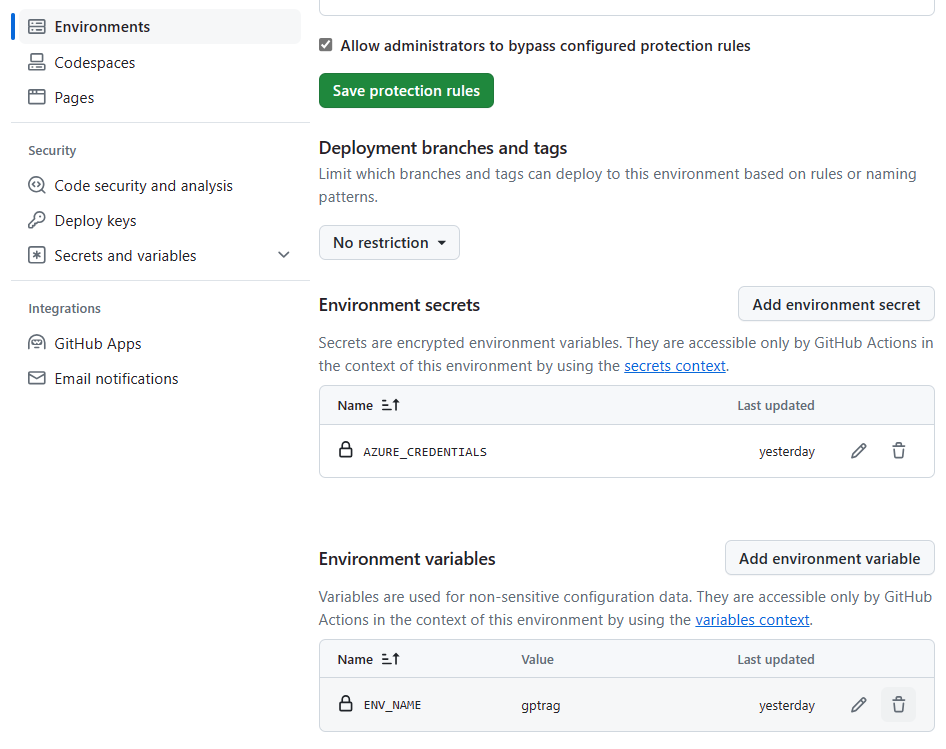 Environments
Codespaces
Pages
Security
Code security and analysis
Deploy keys
Secrets and variables
Integrations
GitHub Apps
Email notifications
Allow administrators to bypass configured protection rules
Save protection rules
Deployment branches and tags
Limit which branches and tags can deploy to this environment based on rules or naming
patterns.
No restriction
Environment secrets
Add environment secret
Secrets are encrypted environment variables. They are accessible only by GitHub Actions in
the context of this environment by using the secrets context.
Name Last updated
AZURE_CREDENTIALS yesterday
Environment variables
Add environment variable
Variables are used for non-sensitive configuration data. They are accessible only by GitHub
Actions in the context of this environment by using the variables context.
Name Value Last updated
ENV_NAME gptrag yesterday